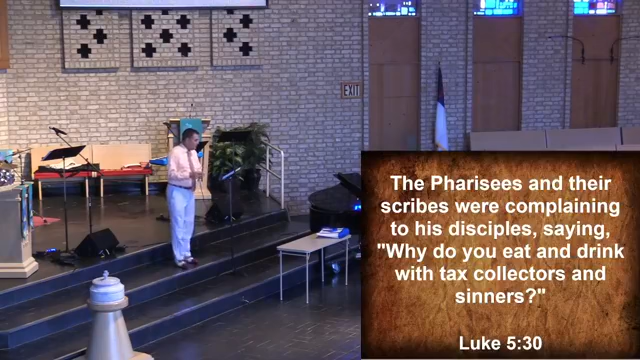 EXIT
The Pharisees and their
scribes were complaining
to his disciples, saying,
"Why do you eat and drink
with tax collectors and
sinners?"
Luke 5:30